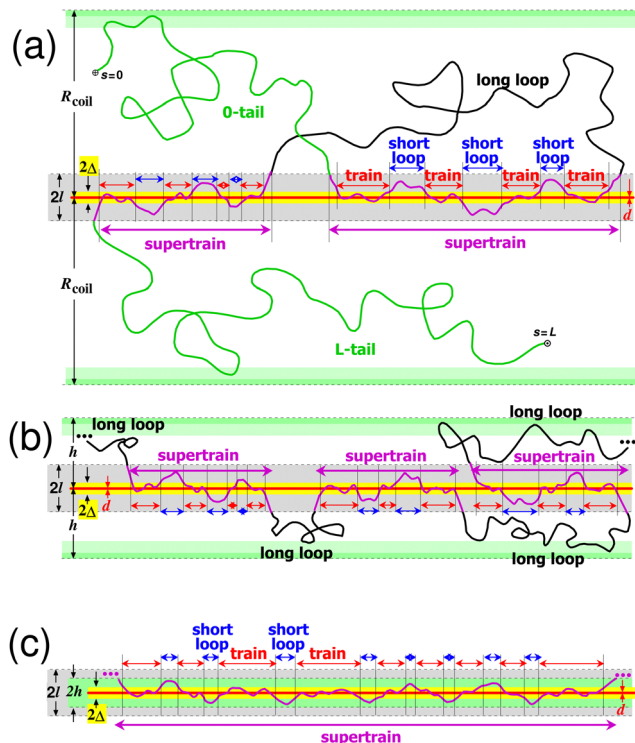 (a)
R_coil
s=0
0-tail
long loop
short loop
short loop
short loop
2Δ
train
train
train
train
2l
d
supertrain
supertrain
R_coil
L-tail
s=L
(b)
long loop
long loop
h
supertrain
supertrain
supertrain
2l
d
2Δ
h
long loop
long loop
(c)
short loop
short loop
train
train
2l
2h
2Δ
d
supertrain